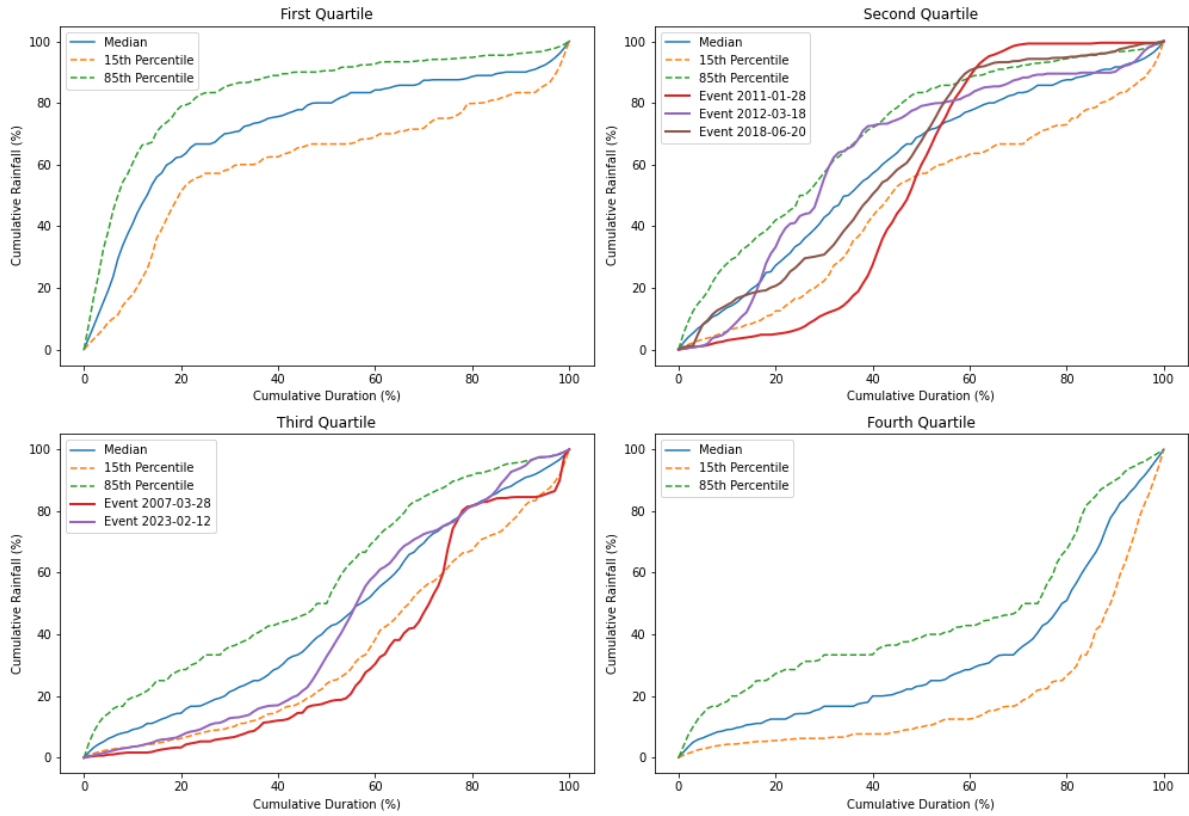 First Quartile
100
80
60
40
20
0
Cumulative Rainfall (%)
Median
15th Percentile
85th Percentile
0 20 40 60 80 100
Cumulative Duration (%)
Second Quartile
100
80
60
40
20
0
Cumulative Rainfall (%)
Median
15th Percentile
85th Percentile
Event 2011-01-28
Event 2012-03-18
Event 2018-06-20
0 20 40 60 80 100
Cumulative Duration (%)
Third Quartile
100
80
60
40
20
0
Cumulative Rainfall (%)
Median
15th Percentile
85th Percentile
Event 2007-03-28
Event 2023-02-12
0 20 40 60 80 100
Cumulative Duration (%)
Fourth Quartile
100
80
60
40
20
0
Cumulative Rainfall (%)
Median
15th Percentile
85th Percentile
0 20 40 60 80 100
Cumulative Duration (%)